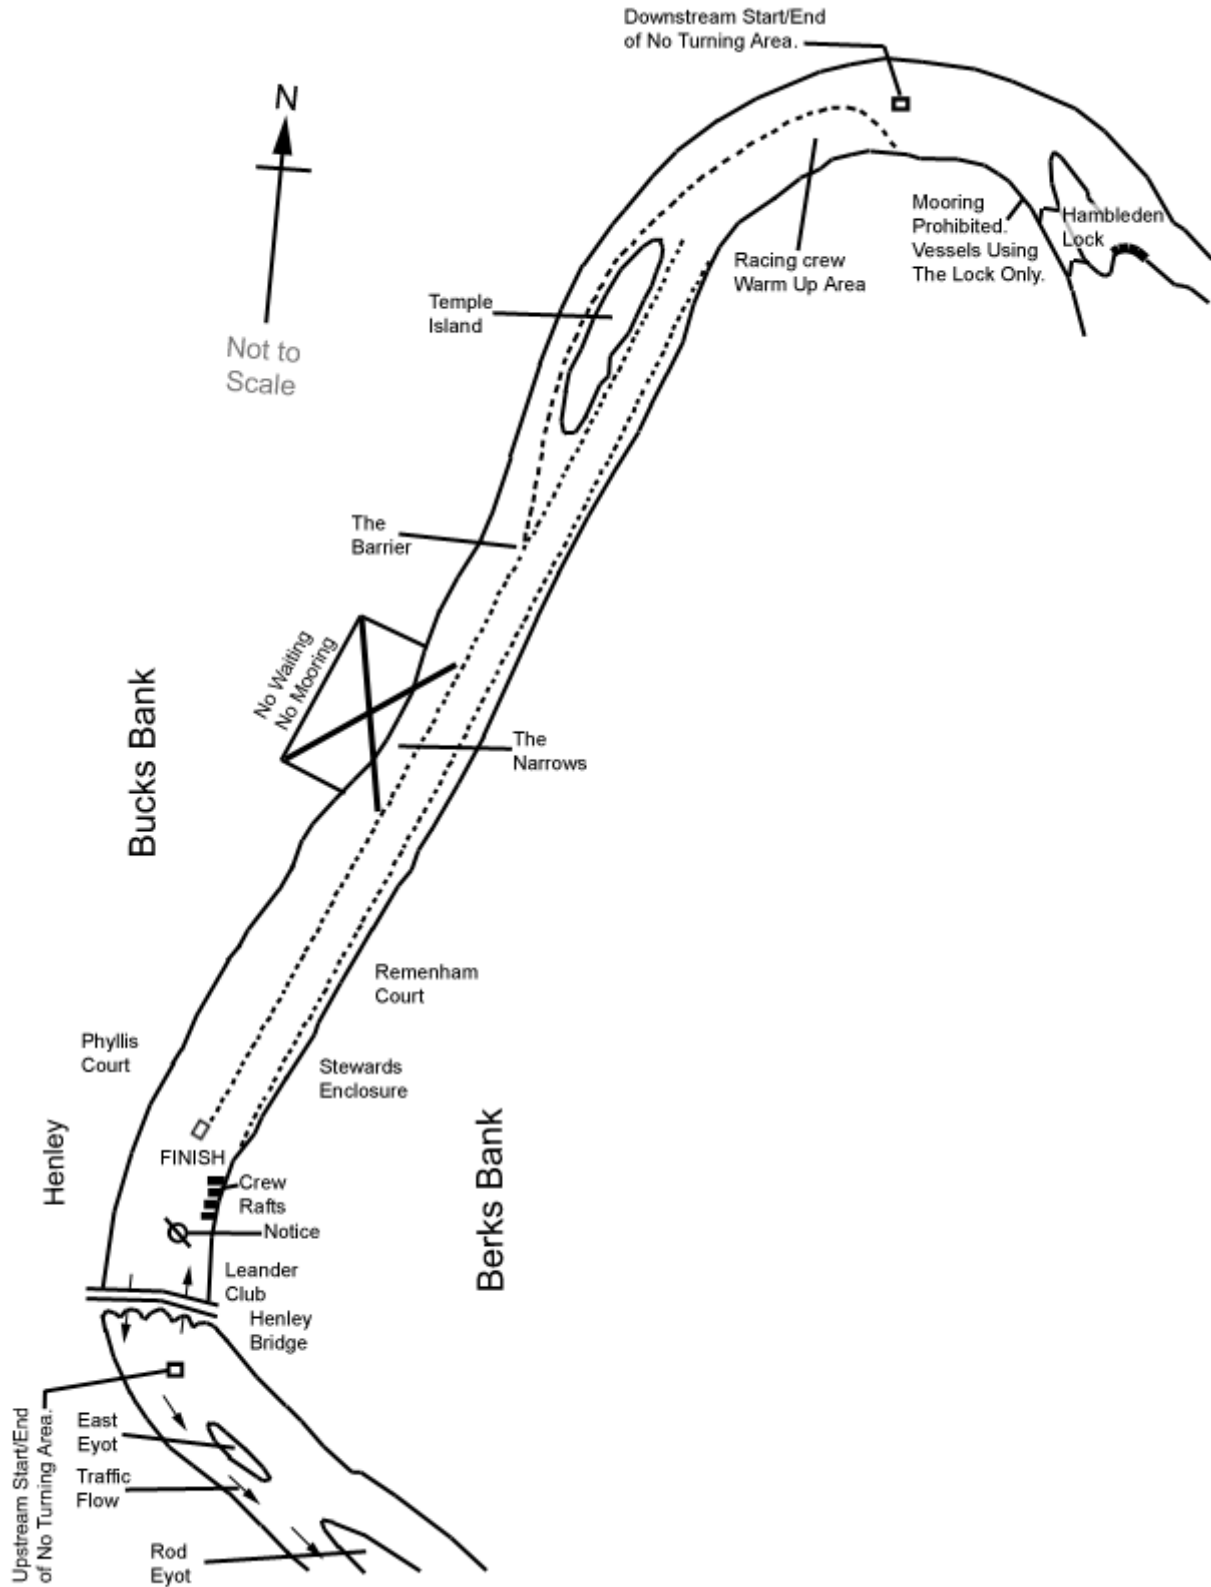 Downstream Start/End
of No Turning Area.
N
Not to
Scale
Mooring
Prohibited.
Vessels Using
The Lock Only.
Hambleden
Lock
Racing crew
Warm Up Area
Temple
Island
The
Barrier
No Waiting
No Mooring
Bucks Bank
The
Narrows
Remenham
Court
Phyllis
Court
Stewards
Enclosure
Henley
FINISH
Berks Bank
Crew
Rafts
Notice
Leander
Club
Henley
Bridge
Upstream Start/End
of No Turning Area.
East
Eyot
Traffic
Flow
Rod
Eyot